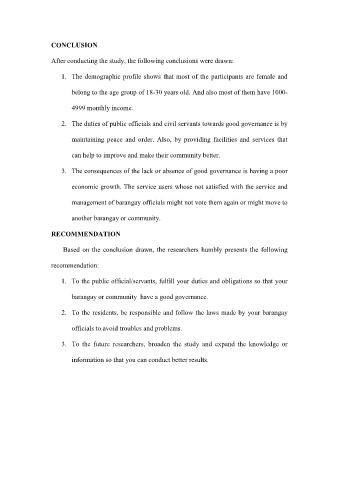 CONCLUSION
After conducting the study, the following conclusions were drawn:
1. The demographic profile shows that most of the participants are female and
belong to the age group of 18-30 years old. And also most of them have 1000-
4999 monthly income.
2. The duties of public officials and civil servants towards good governance is by
maintaining peace and order. Also, by providing facilities and services that
can help to improve and make their community better.
3. The consequences of the lack or absence of good governance is having a poor
economic growth. The service users whose not satisfied with the service and
management of barangay officials might not vote them again or might move to
another barangay or community.
RECOMMENDATION
Based on the conclusion drawn, the researchers humbly presents the following
recommendation:
1. To the public official/servants, fulfill your duties and obligations so that your
barangay or community have a good governance.
2. To the residents, be responsible and follow the laws made by your barangay
officials to avoid troubles and problems.
3. To the future researchers, broaden the study and expand the knowledge or
information so that you can conduct better results.